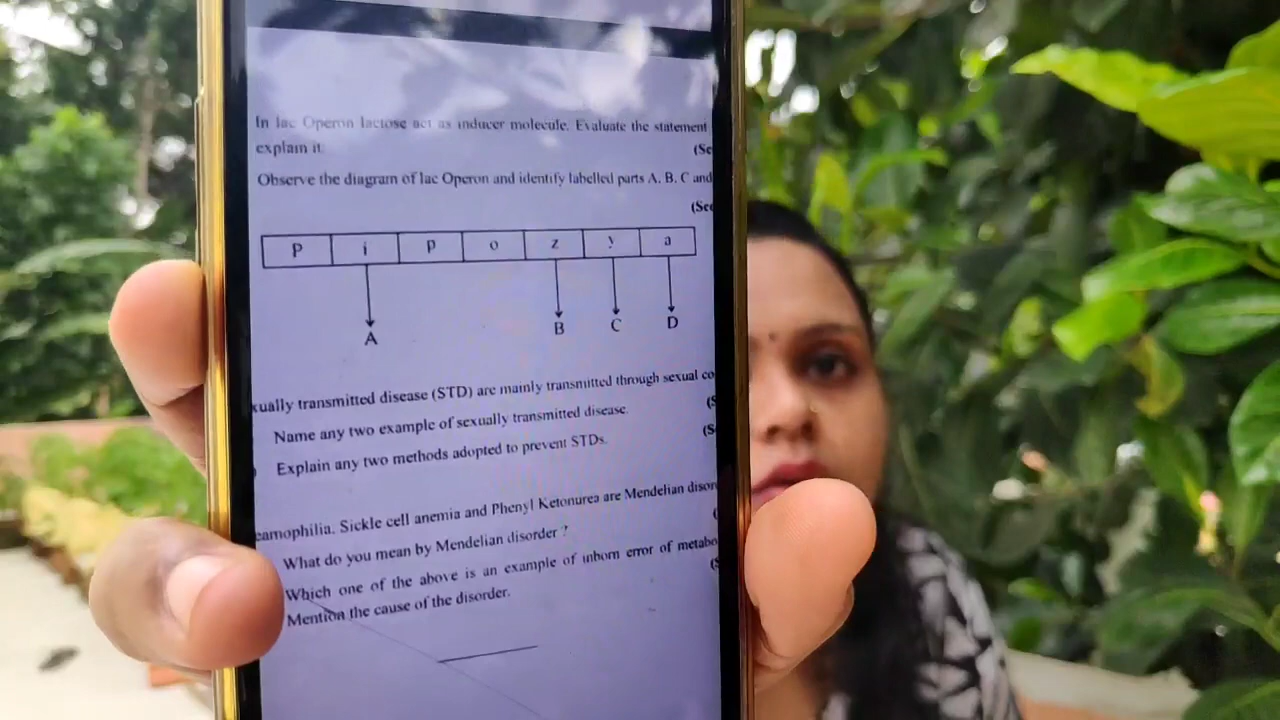 In lac Operon lactose act as inducer molecule. Evaluate the statement
explain it
(Sc
Observe the diagram of lac Operon and identify labelled parts A, B, C and
(Sco
P i p o z y a
A B C D
xually transmitted disease (STD) are mainly transmitted through sexual co
(S
Name any two example of sexually transmitted disease.
(S
Explain any two methods adopted to prevent STDs.
eamophilia, Sickle cell anemia and Phenyl Ketonurea are Mendelian disor
(
What do you mean by Mendelian disorder ?
Which one of the above is an example of inborn error of metabo
(S
Mention the cause of the disorder.